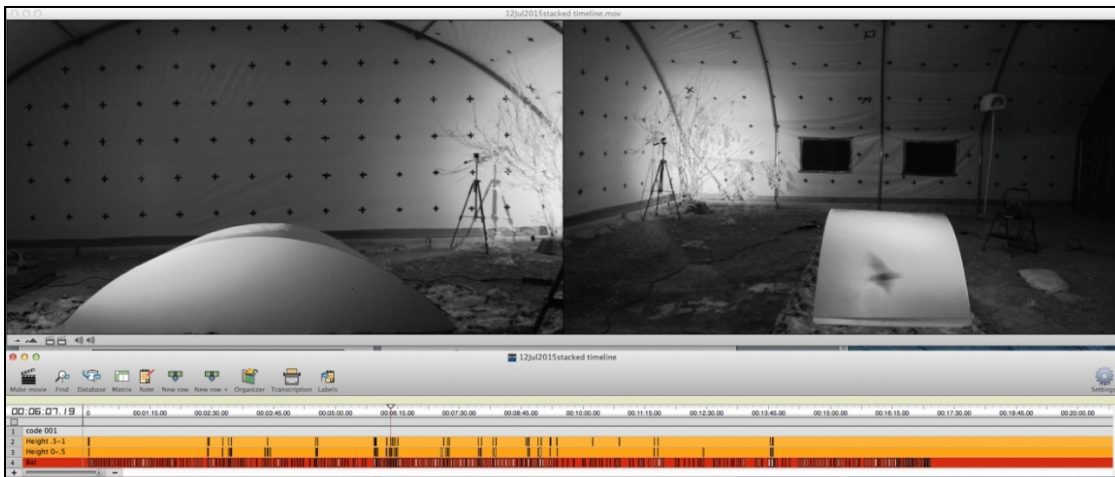 12Jul2015stacked timeline.mov
12Jul2015stacked timeline
Make movie Find Database Matrix Note New row New row + Organizer Transcription Labels Settings
00:06:07.19 0 00:01:15.00 00:02:30.00 00:03:45.00 00:05:00.00 00:06:15.00 00:07:30.00 00:08:45.00 00:10:00.00 00:11:15.00 00:12:30.00 00:13:45.00 00:15:00.00 00:16:15.00 00:17:30.00 00:18:45.00 00:20:00.00
1 code 001
2 Height .5-1
3 Height 0-.5
4 Bat